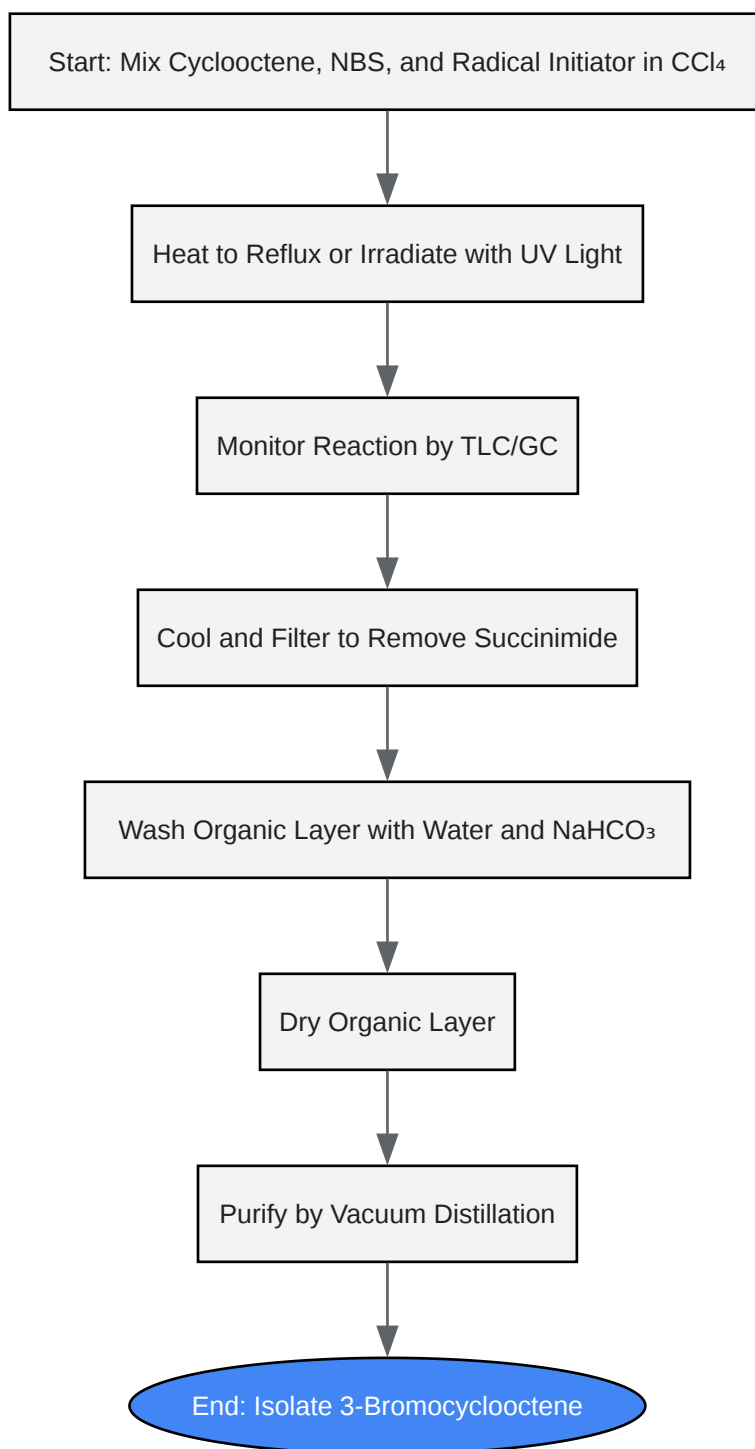 Start: Mix Cyclooctene, NBS, and Radical Initiator in CCl₄
Heat to Reflux or Irradiate with UV Light
Monitor Reaction by TLC/GC
Cool and Filter to Remove Succinimide
Wash Organic Layer with Water and NaHCO₃
Dry Organic Layer
Purify by Vacuum Distillation
End: Isolate 3-Bromocyclooctene